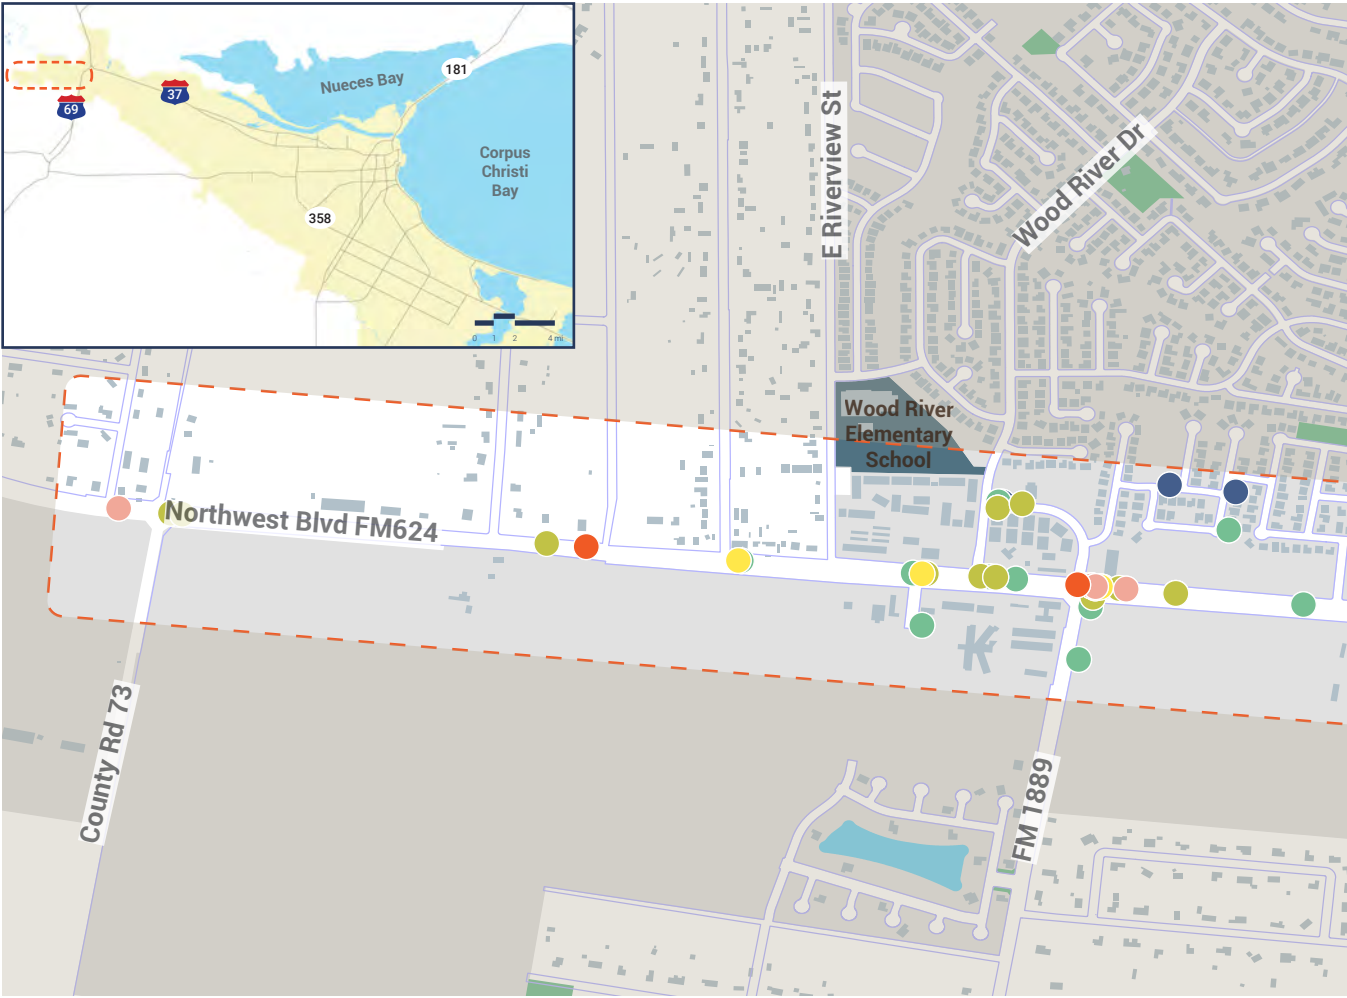 Nueces Bay
181
37
69
Corpus
Christi
Bay
358
0 1 2 4 mi
E Riverview St
Wood River Dr
Wood River
Elementary
School
Northwest Blvd FM624
County Rd 73
FM 1889